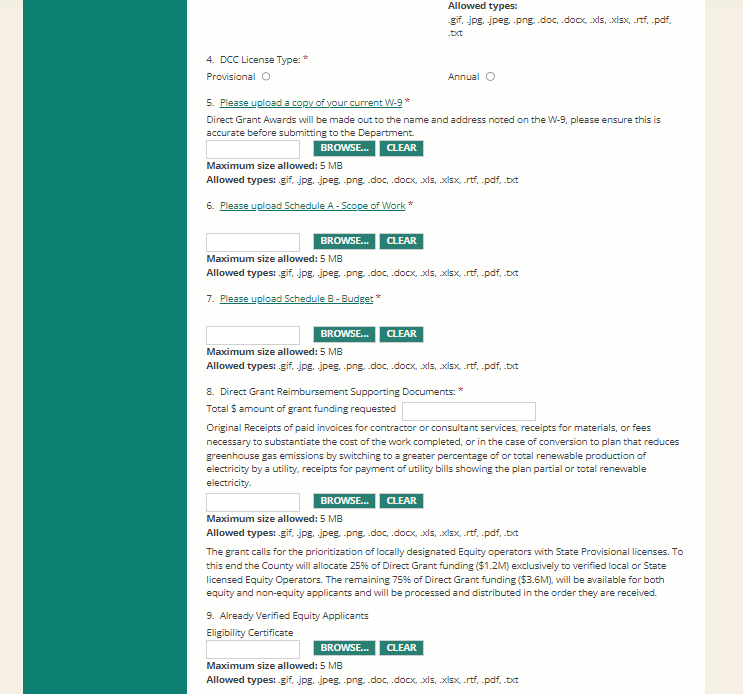 Allowed types:
.gif, .jpg, .jpeg, .png, .doc, .docx, .xls, .xlsx, .rtf, .pdf,
.txt
4. DCC License Type: *
Provisional Annual
5. Please upload a copy of your current W-9 *
Direct Grant Awards will be made out to the name and address noted on the W-9, please ensure this is
accurate before submitting to the Department.
BROWSE... CLEAR
Maximum size allowed: 5 MB
Allowed types: .gif, .jpg, .jpeg, .png, .doc, .docx, .xls, .xlsx, .rtf, .pdf, .txt
6. Please upload Schedule A - Scope of Work *
BROWSE... CLEAR
Maximum size allowed: 5 MB
Allowed types: .gif, .jpg, .jpeg, .png, .doc, .docx, .xls, .xlsx, .rtf, .pdf, .txt
7. Please upload Schedule B - Budget *
BROWSE... CLEAR
Maximum size allowed: 5 MB
Allowed types: .gif, .jpg, .jpeg, .png, .doc, .docx, .xls, .xlsx, .rtf, .pdf, .txt
8. Direct Grant Reimbursement Supporting Documents: *
Total $ amount of grant funding requested
Original Receipts of paid invoices for contractor or consultant services, receipts for materials, or fees
necessary to substantiate the cost of the work completed, or in the case of conversion to plan that reduces
greenhouse gas emissions by switching to a greater percentage of or total renewable production of
electricity by a utility, receipts for payment of utility bills showing the plan partial or total renewable
electricity.
BROWSE... CLEAR
Maximum size allowed: 5 MB
Allowed types: .gif, .jpg, .jpeg, .png, .doc, .docx, .xls, .xlsx, .rtf, .pdf, .txt
The grant calls for the prioritization of locally designated Equity operators with State Provisional licenses. To
this end the County will allocate 25% of Direct Grant funding ($1.2M) exclusively to verified local or State
licensed Equity Operators. The remaining 75% of Direct Grant funding ($3.6M), will be available for both
equity and non-equity applicants and will be processed and distributed in the order they are received.
9. Already Verified Equity Applicants
Eligibility Certificate
BROWSE... CLEAR
Maximum size allowed: 5 MB
Allowed types: .gif, .jpg, .jpeg, .png, .doc, .docx, .xls, .xlsx, .rtf, .pdf, .txt